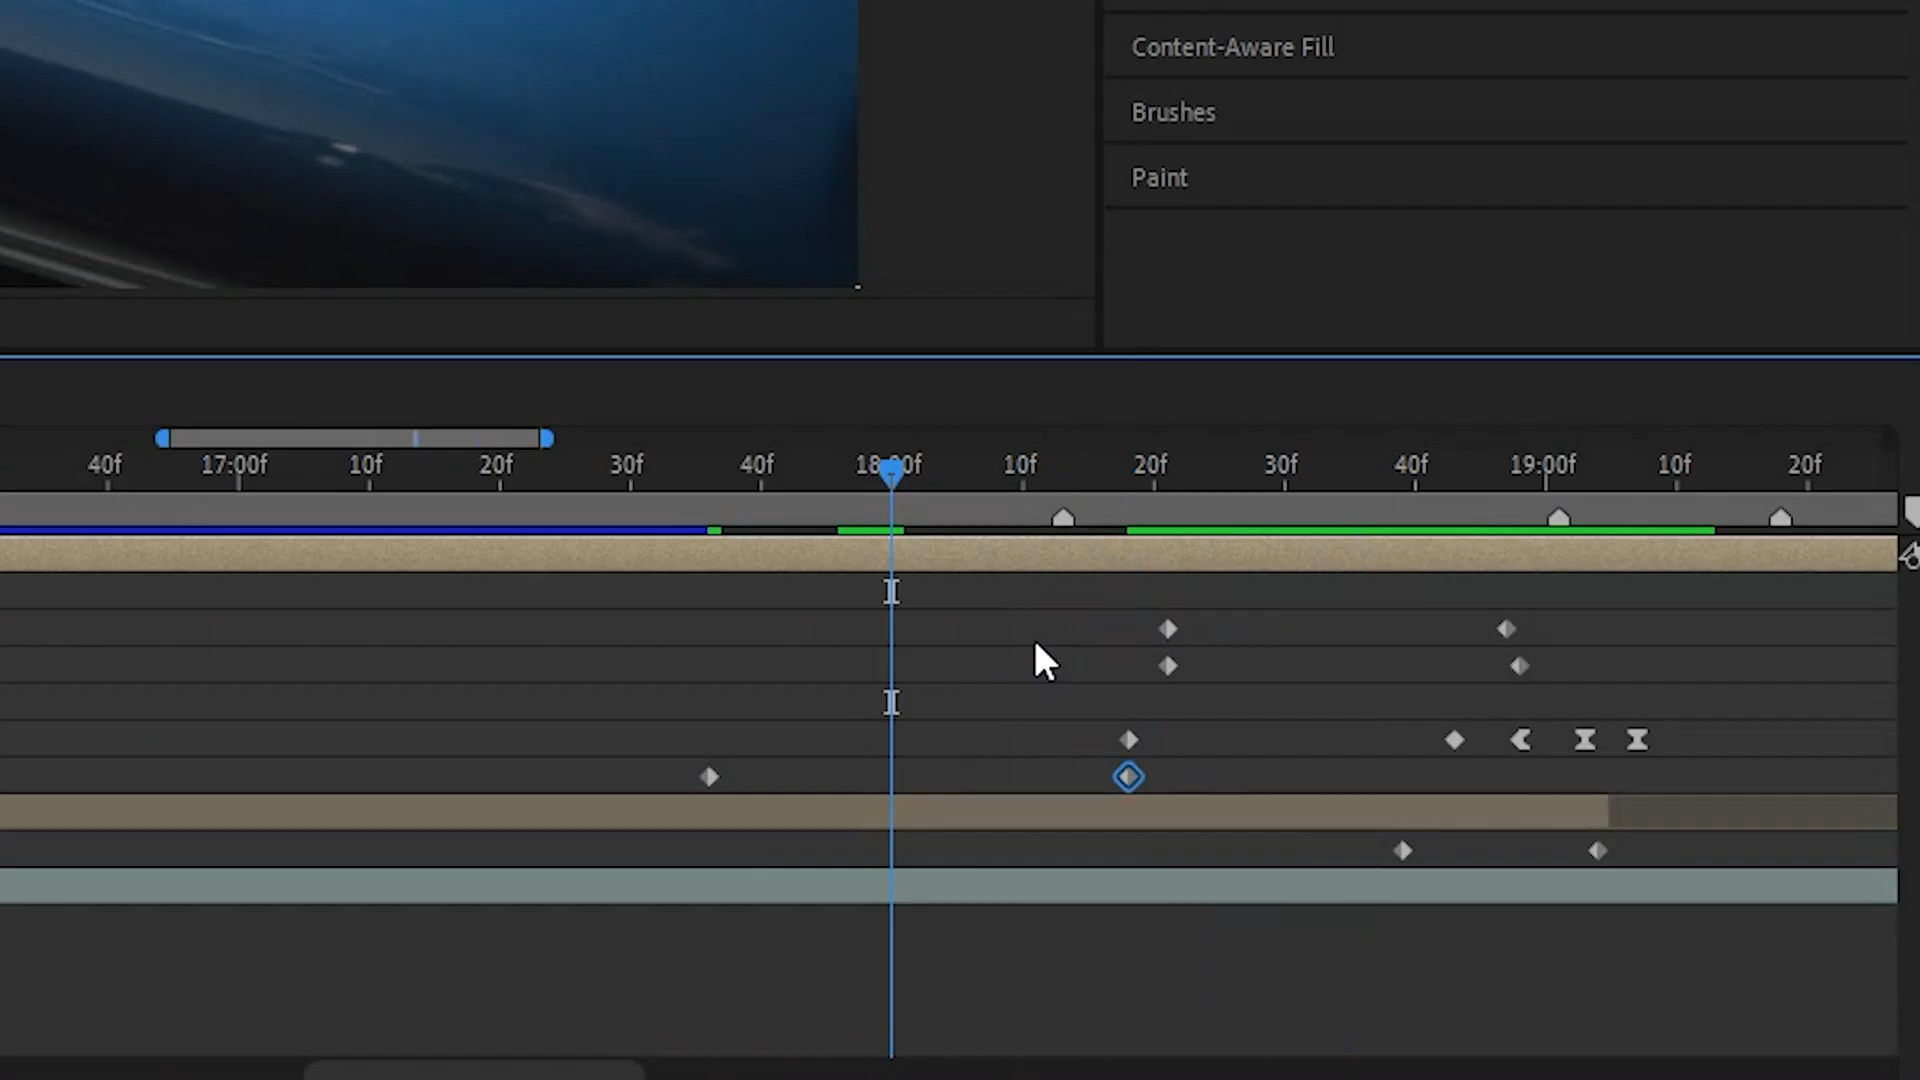 Content-Aware Fill
Brushes
Paint
40f 17:00f 10f 20f 30f 40f 18:00f 10f 20f 30f 40f 19:00f 10f 20f